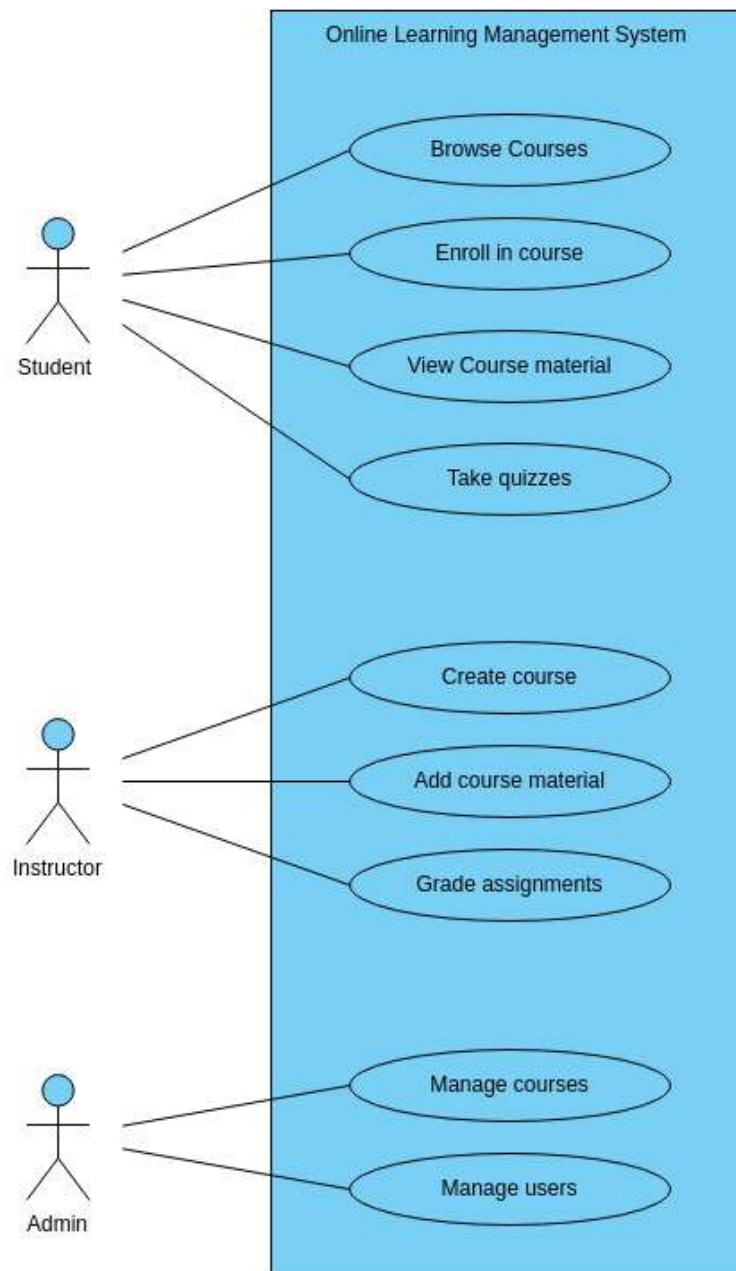 Online Learning Management System
Browse Courses
Enroll in course
View Course material
Take quizzes
Student
Create course
Add course material
Grade assignments
Instructor
Manage courses
Manage users
Admin